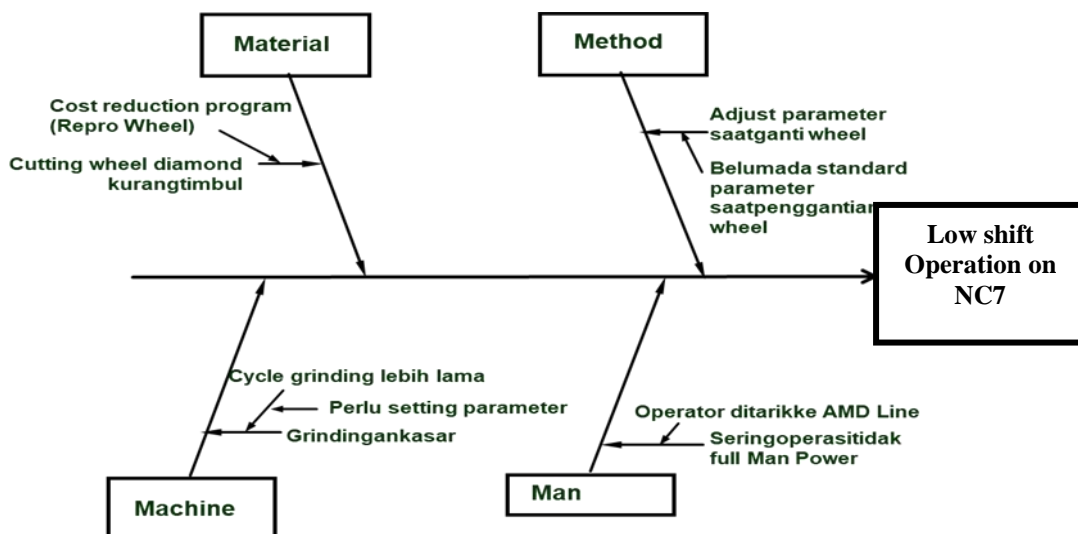 Material
Method
Cost reduction program
(Repro Wheel)
Cutting wheel diamond
kurangtimbul
Adjust parameter
saatganti wheel
Belumada standard
parameter
saatpenggantian
wheel
Low shift
Operation on
NC7
Cycle grinding lebih lama
Perlu setting parameter
Grindingankasar
Operator ditarikke AMD Line
Seringoperasitidak
full Man Power
Machine
Man